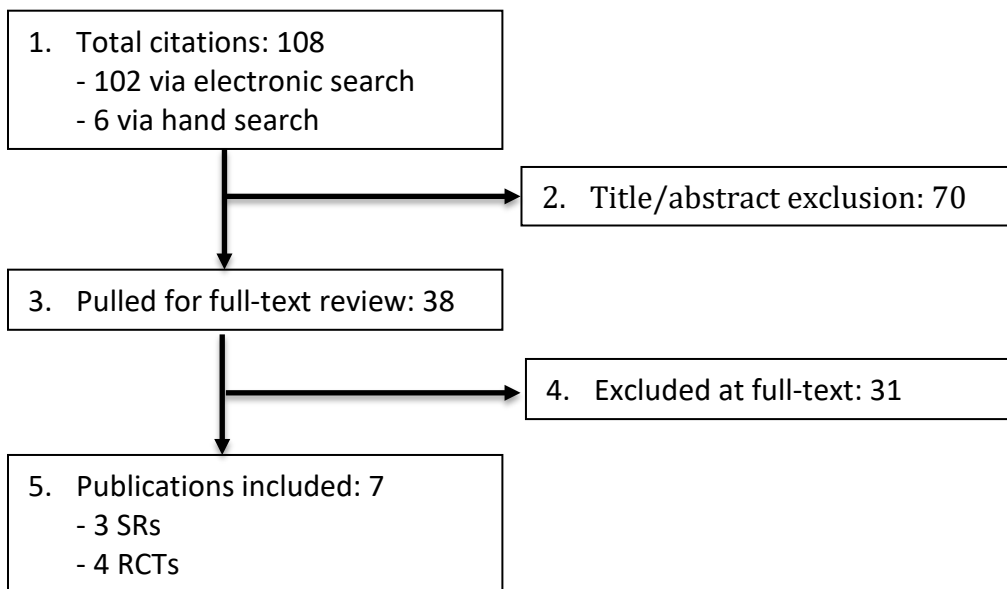 1. Total citations: 108
- 102 via electronic search
- 6 via hand search
2. Title/abstract exclusion: 70
3. Pulled for full-text review: 38
4. Excluded at full-text: 31
5. Publications included: 7
- 3 SRs
- 4 RCTs